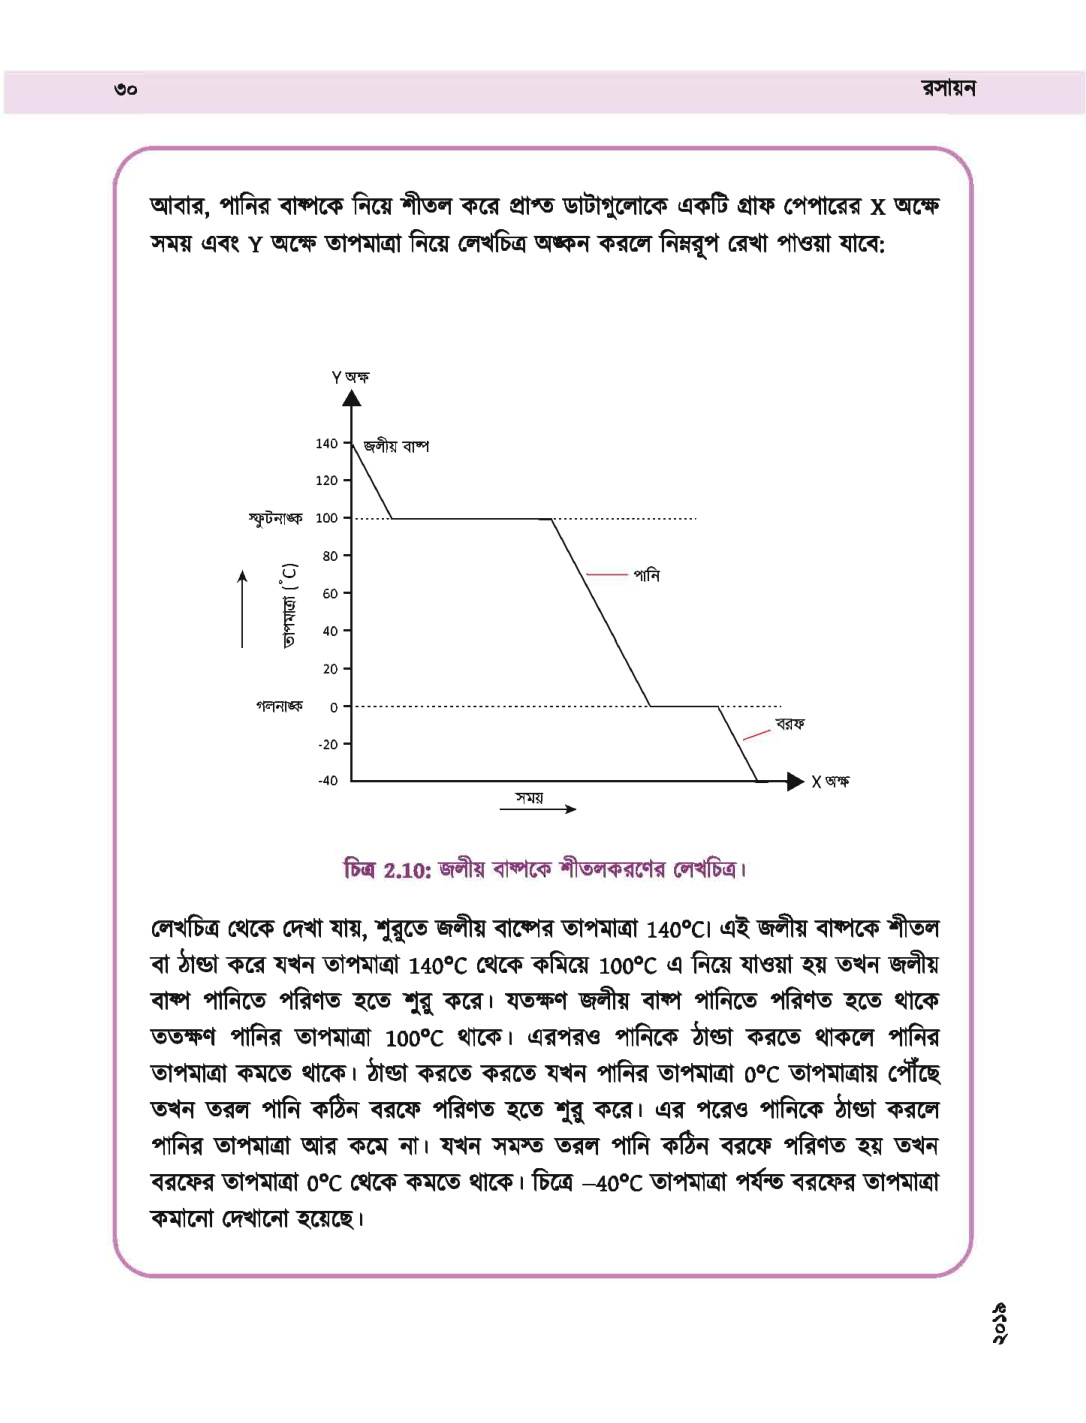 ৩০
রসায়ন
আবার, পানির বাষ্পকে নিয়ে শীতল করে প্রাপ্ত ডাটাগুলোকে একটি গ্রাফ পেপারের X অক্ষে
সময় এবং Y অক্ষে তাপমাত্রা নিয়ে লেখচিত্র অঙ্কন করলে নিম্নরূপ রেখা পাওয়া যাবে:
Y অক্ষ
140
জলীয় বাষ্প
120
স্ফুটনাঙ্ক
100
80
পানি
তাপমাত্রা (˚C)
60
40
20
গলনাঙ্ক
0
বরফ
-20
-40
X অক্ষ
সময়
চিত্র 2.10: জলীয় বাষ্পকে শীতলকরণের লেখচিত্র।
লেখচিত্র থেকে দেখা যায়, শুরুতে জলীয় বাষ্পের তাপমাত্রা 140°C। এই জলীয় বাষ্পকে শীতল
বা ঠাণ্ডা করে যখন তাপমাত্রা 140°C থেকে কমিয়ে 100°C এ নিয়ে যাওয়া হয় তখন জলীয়
বাষ্প পানিতে পরিণত হতে শুরু করে। যতক্ষণ জলীয় বাষ্প পানিতে পরিণত হতে থাকে
ততক্ষণ পানির তাপমাত্রা 100°C থাকে। এরপরও পানিকে ঠাণ্ডা করতে থাকলে পানির
তাপমাত্রা কমতে থাকে। ঠাণ্ডা করতে করতে যখন পানির তাপমাত্রা 0°C তাপমাত্রায় পৌঁছে
তখন তরল পানি কঠিন বরফে পরিণত হতে শুরু করে। এর পরেও পানিকে ঠাণ্ডা করলে
পানির তাপমাত্রা আর কমে না। যখন সমস্ত তরল পানি কঠিন বরফে পরিণত হয় তখন
বরফের তাপমাত্রা 0°C থেকে কমতে থাকে। চিত্রে –40°C তাপমাত্রা পর্যন্ত বরফের তাপমাত্রা
কমানো দেখানো হয়েছে।
২০১৯